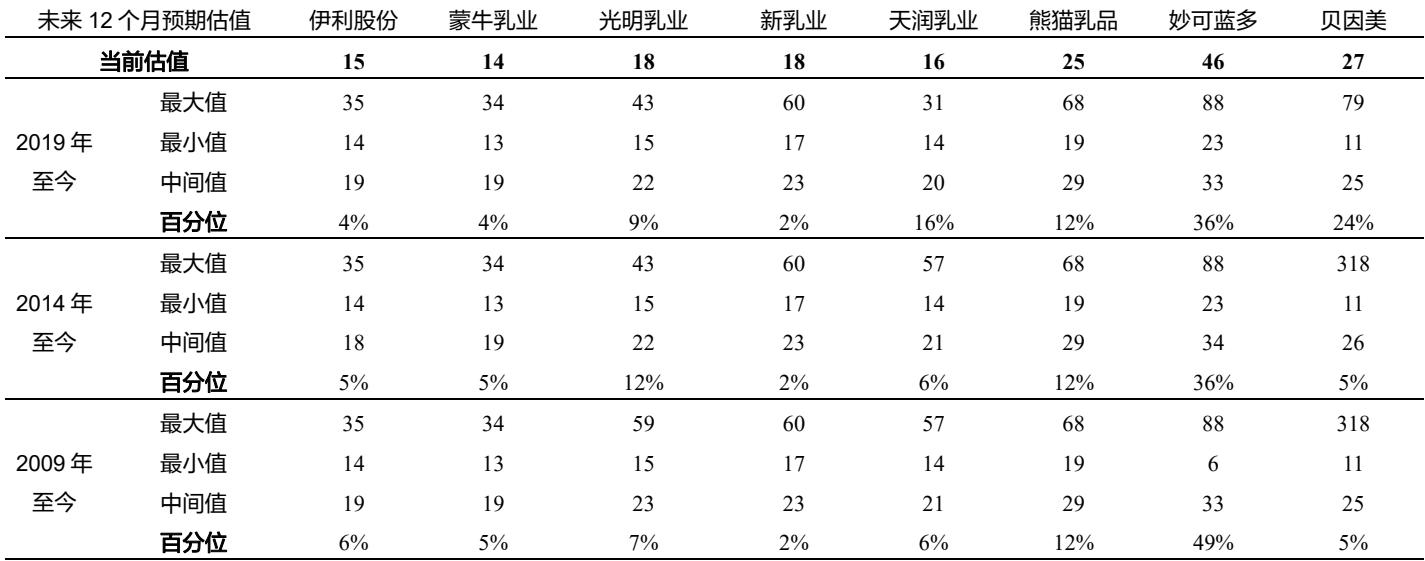 未来 12 个月预期估值 伊利股份 蒙牛乳业 光明乳业 新乳业 天润乳业 熊猫乳品 妙可蓝多 贝因美
当前估值 15 14 18 18 16 25 46 27
最大值 35 34 43 60 31 68 88 79
2019 年 最小值 14 13 15 17 14 19 23 11
至今 中间值 19 19 22 23 20 29 33 25
百分位 4% 4% 9% 2% 16% 12% 36% 24%
最大值 35 34 43 60 57 68 88 318
2014 年 最小值 14 13 15 17 14 19 23 11
至今 中间值 18 19 22 23 21 29 34 26
百分位 5% 5% 12% 2% 6% 12% 36% 5%
最大值 35 34 59 60 57 68 88 318
2009 年 最小值 14 13 15 17 14 19 6 11
至今 中间值 19 19 23 23 21 29 33 25
百分位 6% 5% 7% 2% 6% 12% 49% 5%